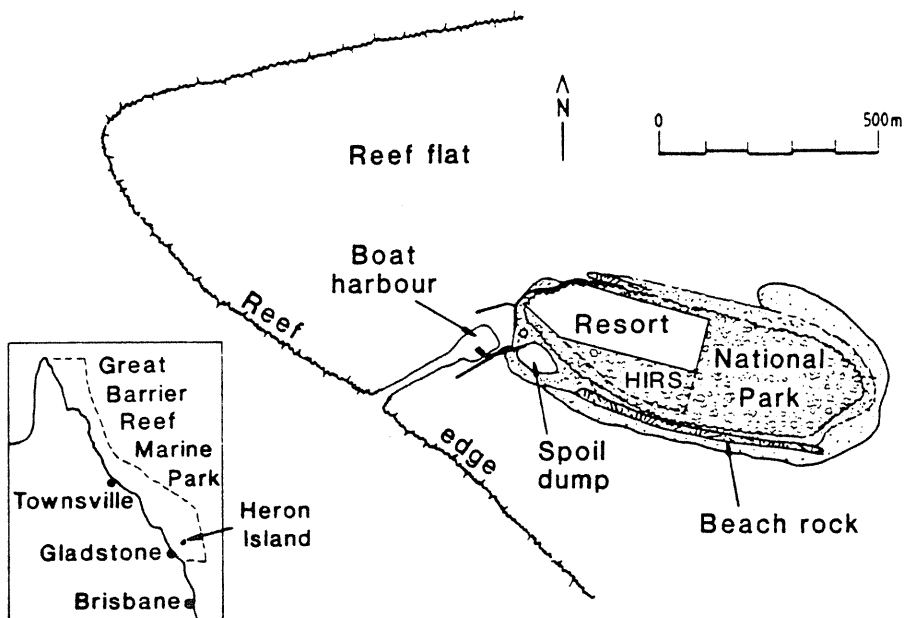 N
0 500m
Reef flat
Boat
harbour
Reef
edge
Resort
National
Park
HIRS
Spoil
dump
Beach rock
Great
Barrier
Reef
Marine
Park
Townsville
Heron
Island
Gladstone
Brisbane